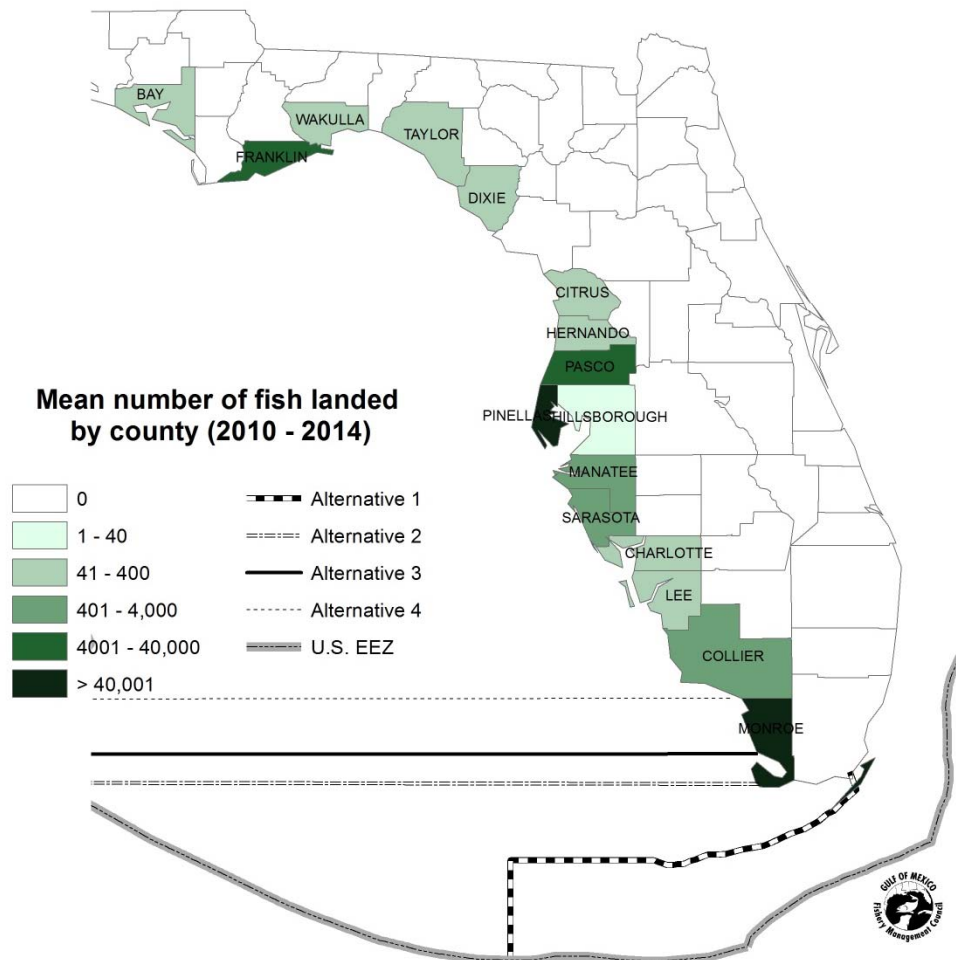 BAY
WAKULLA
FRANKLIN
TAYLOR
DIXIE
CITRUS
HERNANDO
PASCO
PINELLAS
HILLSBOROUGH
MANATEE
SARASOTA
CHARLOTTE
LEE
COLLIER
MONROE
Mean number of fish landed
by county (2010 - 2014)
0
1 - 40
41 - 400
401 - 4,000
4001 - 40,000
> 40,001
Alternative 1
Alternative 2
Alternative 3
Alternative 4
U.S. EEZ
GULF OF MEXICO
Fishery Management Council